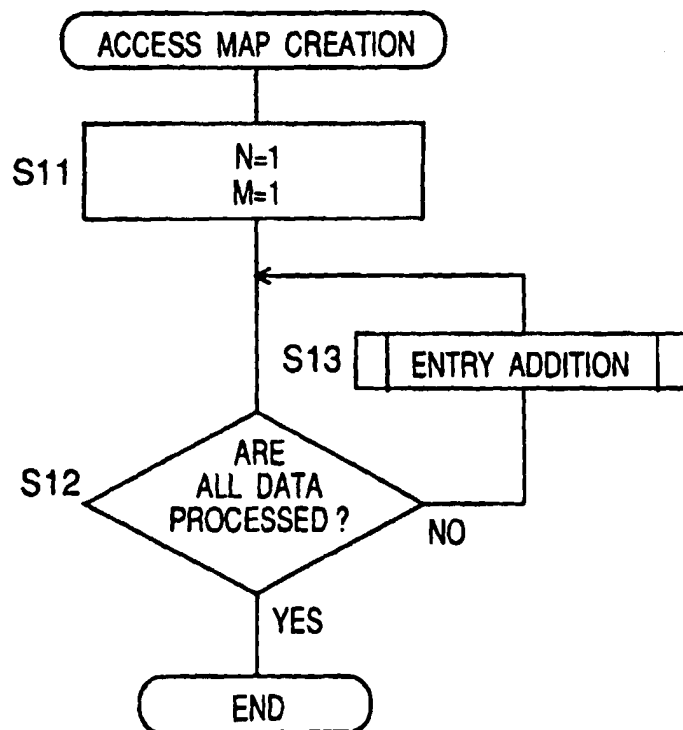 ACCESS MAP CREATION
S11
N=1
M=1
S13
ENTRY ADDITION
S12
ARE
ALL DATA
PROCESSED?
NO
YES
END